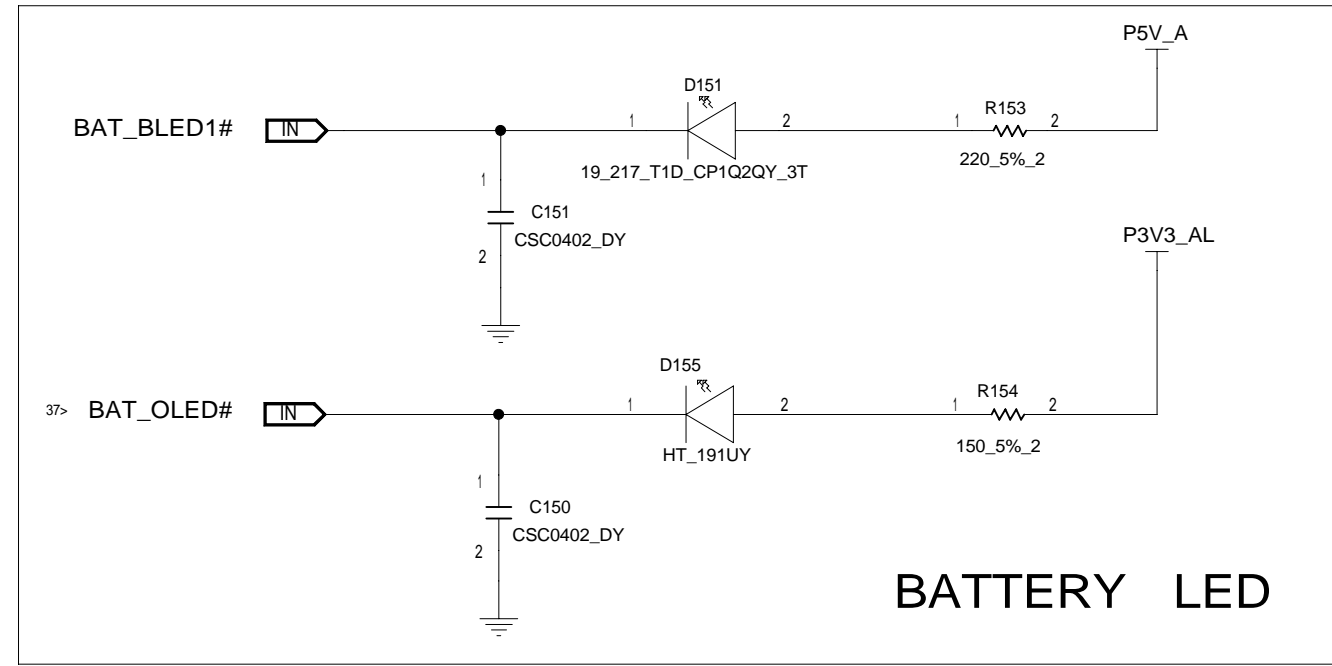 P5V_A
D151
R153
BAT_BLED1# IN 1 2 1 2
19_217_T1D_CP1Q2QY_3T 220_5%_2
1
C151
CSC0402_DY
2
P3V3_AL
D155
R154
37> BAT_OLED# IN 1 2 1 2
HT_191UY 150_5%_2
1
C150
CSC0402_DY
2
BATTERY LED